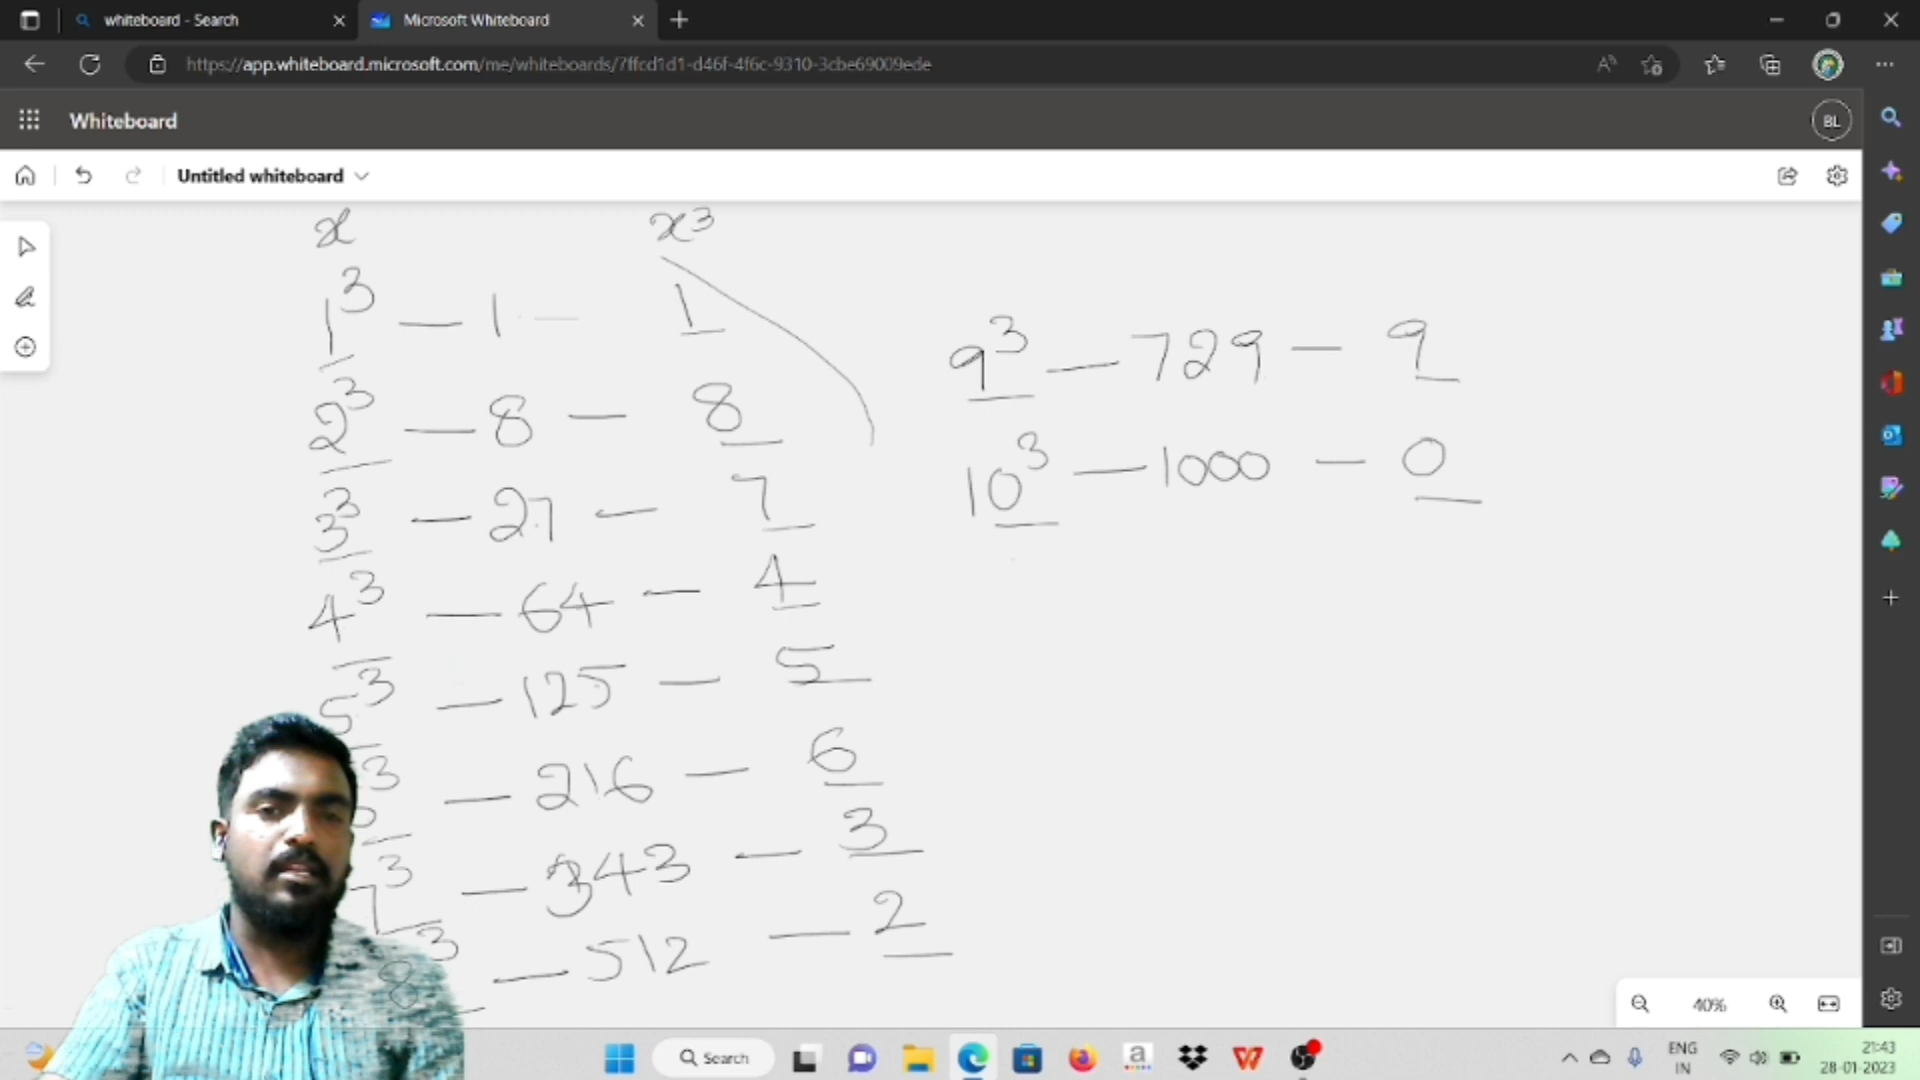 whiteboard - Search
Microsoft Whiteboard
https://app.whiteboard.microsoft.com/me/whiteboards/7ffcd1d1-d46f-4f6c-9310-3cbe69009ede
Whiteboard
BL
Untitled whiteboard
x x³
1³ — 1 — 1
2³ — 8 — 8
3³ — 27 — 7
4³ — 64 — 4
5³ — 125 — 5
3 — 216 — 6
7³ — 343 — 3
8³ — 512 — 2
9³ — 729 — 9
10³ — 1000 — 0
40%
Search
ENG
IN
21:43
28-01-2023